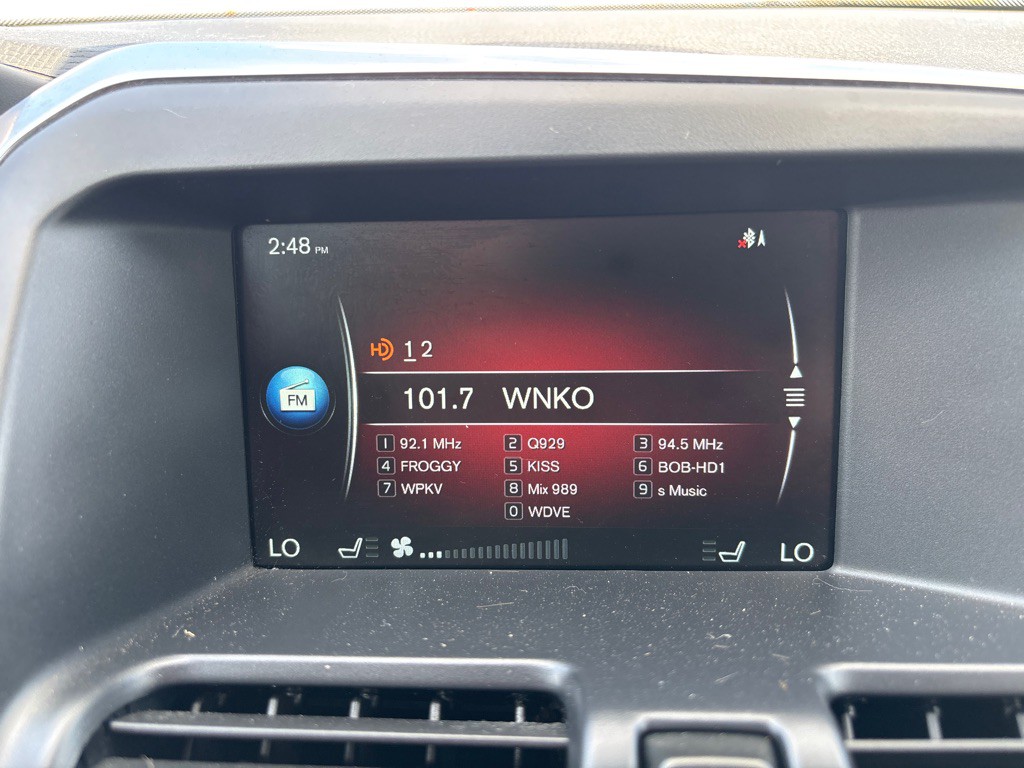 2:48 PM
HD 1 2
FM
101.7 WNKO
1 92.1 MHz 2 Q929 3 94.5 MHz
4 FROGGY 5 KISS 6 BOB-HD1
7 WPKV 8 Mix 989 9 s Music
0 WDVE
LO LO